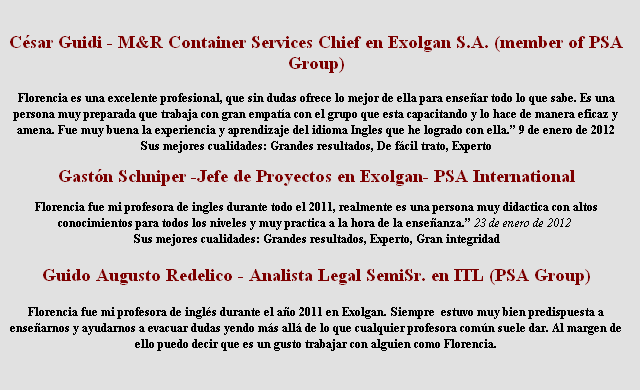 César Guidi - M&R Container Services Chief en Exolgan S.A. (member of PSA
Group)
Florencia es una excelente profesional, que sin dudas ofrece lo mejor de ella para enseñar todo lo que sabe. Es una
persona muy preparada que trabaja con gran empatía con el grupo que esta capacitando y lo hace de manera eficaz y
amena. Fue muy buena la experiencia y aprendizaje del idioma Ingles que he logrado con ella.” 9 de enero de 2012
Sus mejores cualidades: Grandes resultados, De fácil trato, Experto
Gastón Schniper -Jefe de Proyectos en Exolgan- PSA International
Florencia fue mi profesora de ingles durante todo el 2011, realmente es una persona muy didactica con altos
conocimientos para todos los niveles y muy practica a la hora de la enseñanza.” 23 de enero de 2012
Sus mejores cualidades: Grandes resultados, Experto, Gran integridad
Guido Augusto Redelico - Analista Legal SemiSr. en ITL (PSA Group)
Florencia fue mi profesora de inglés durante el año 2011 en Exolgan. Siempre estuvo muy bien predispuesta a
enseñarnos y ayudarnos a evacuar dudas yendo más allá de lo que cualquier profesora común suele dar. Al margen de
ello puedo decir que es un gusto trabajar con alguien como Florencia.